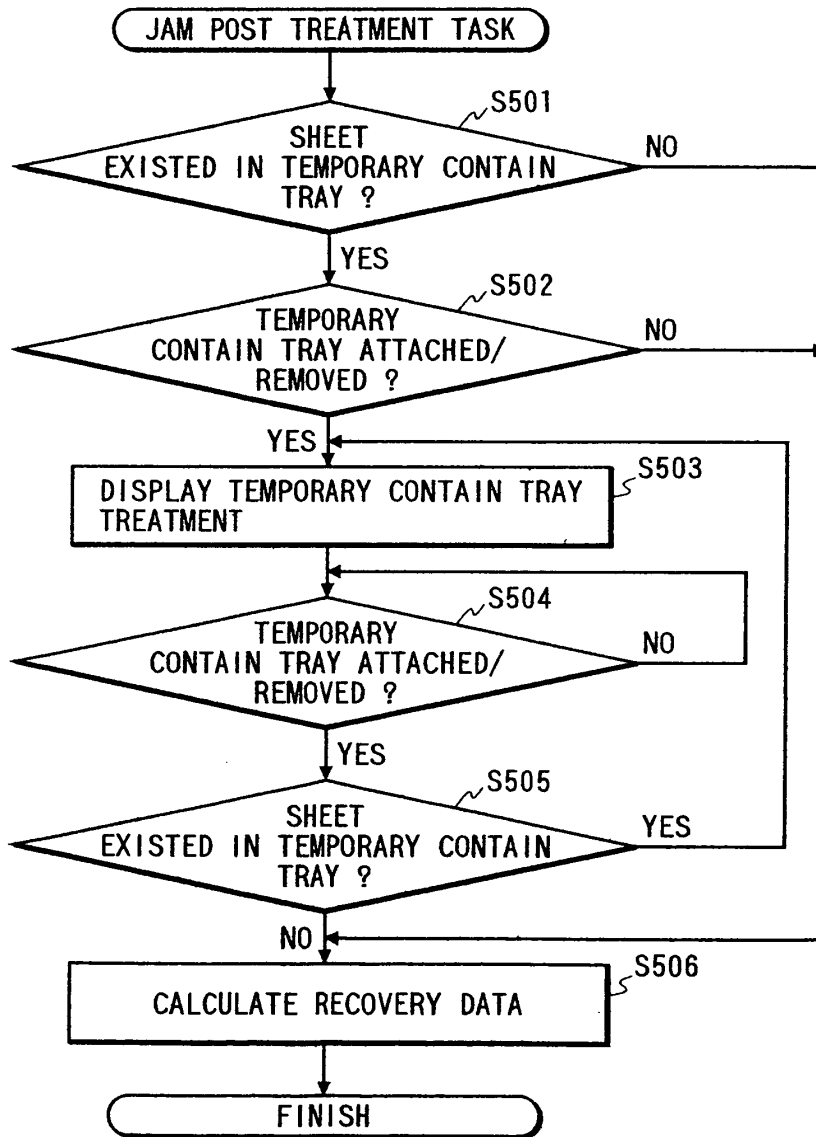 JAM POST TREATMENT TASK
S501
SHEET
EXISTED IN TEMPORARY CONTAIN
TRAY ?
NO
YES
S502
TEMPORARY
CONTAIN TRAY ATTACHED/
REMOVED ?
NO
YES
S503
DISPLAY TEMPORARY CONTAIN TRAY
TREATMENT
S504
TEMPORARY
CONTAIN TRAY ATTACHED/
REMOVED ?
NO
YES
S505
SHEET
EXISTED IN TEMPORARY CONTAIN
TRAY ?
YES
NO
S506
CALCULATE RECOVERY DATA
FINISH